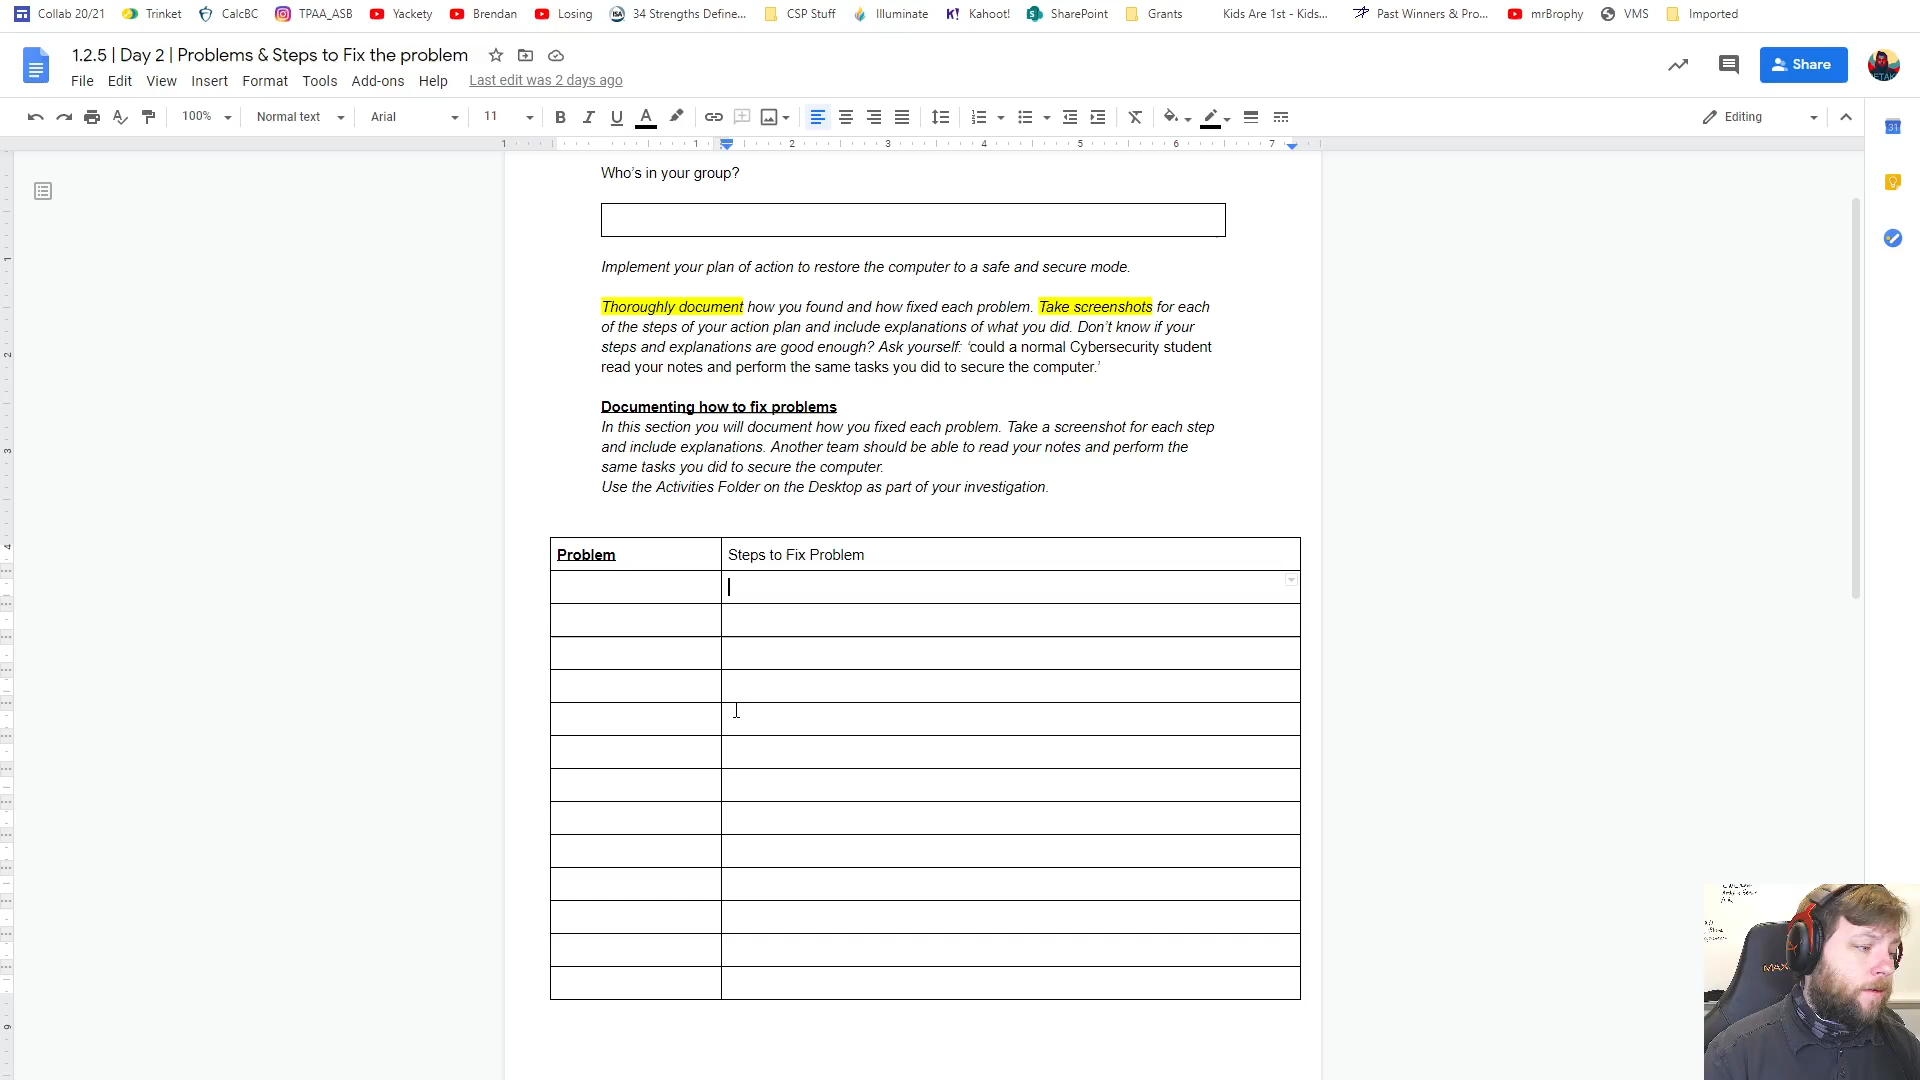 Collab 20/21 Trinket CalcBC TPAA_ASB Yackety Brendan Losing 34 Strengths Define... CSP Stuff Illuminate K! Kahoot! SharePoint Grants Kids Are 1st - Kids... Past Winners & Pro... mrBrophy VMS Imported
1.2.5 | Day 2 | Problems & Steps to Fix the problem
Share
File Edit View Insert Format Tools Add-ons Help Last edit was 2 days ago
100% Normal text Arial 11 B I U A Editing
1 1 2 3 4 5 6 7
31
Who's in your group?
Implement your plan of action to restore the computer to a safe and secure mode.
Thoroughly document how you found and how fixed each problem. Take screenshots for each
of the steps of your action plan and include explanations of what you did. Don't know if your
steps and explanations are good enough? Ask yourself: 'could a normal Cybersecurity student
read your notes and perform the same tasks you did to secure the computer.'
Documenting how to fix problems
In this section you will document how you fixed each problem. Take a screenshot for each step
and include explanations. Another team should be able to read your notes and perform the
same tasks you did to secure the computer.
Use the Activities Folder on the Desktop as part of your investigation.
Problem Steps to Fix Problem
MAX